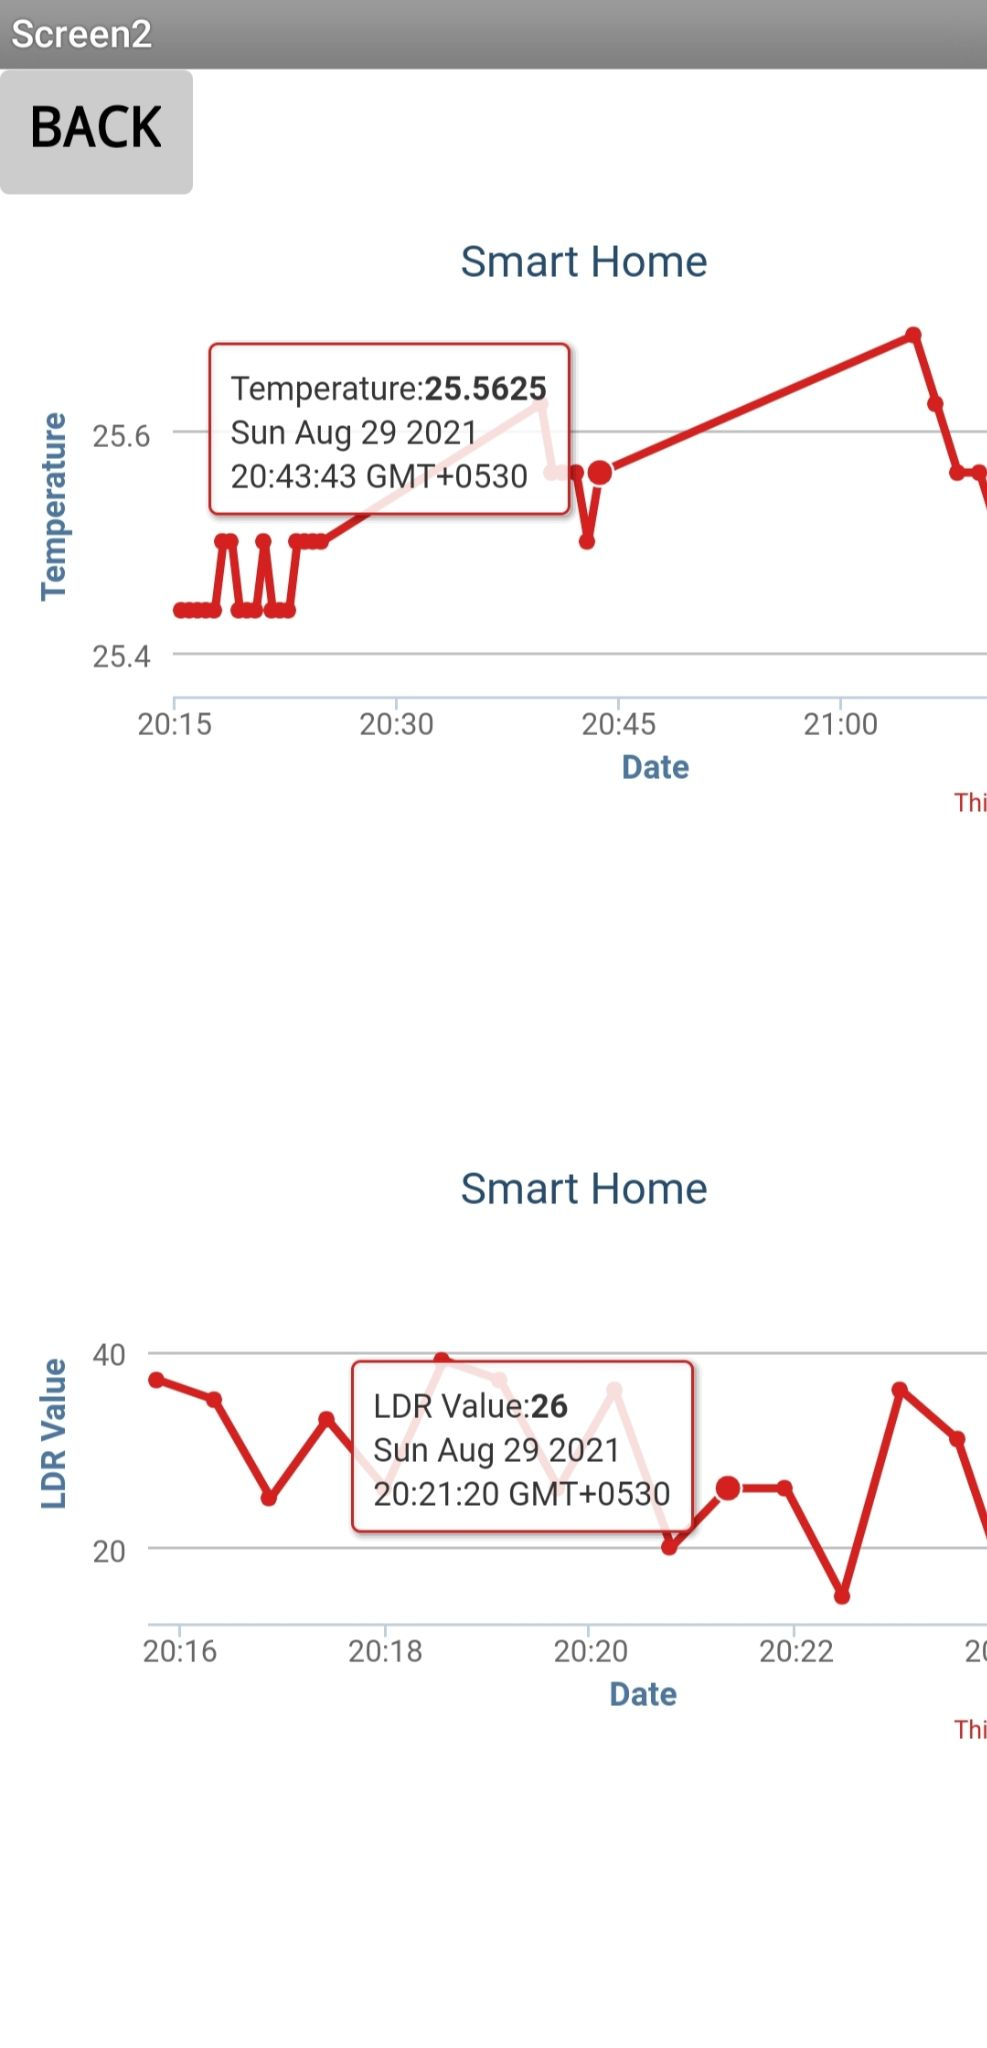 Screen2
BACK
Smart Home
Temperature:25.5625
Sun Aug 29 2021
20:43:43 GMT+0530
Temperature
25.6
25.4
20:15 20:30 20:45 21:00
Date
Thi
Smart Home
LDR Value:26
Sun Aug 29 2021
20:21:20 GMT+0530
LDR Value
40
20
20:16 20:18 20:20 20:22
Date
Thi